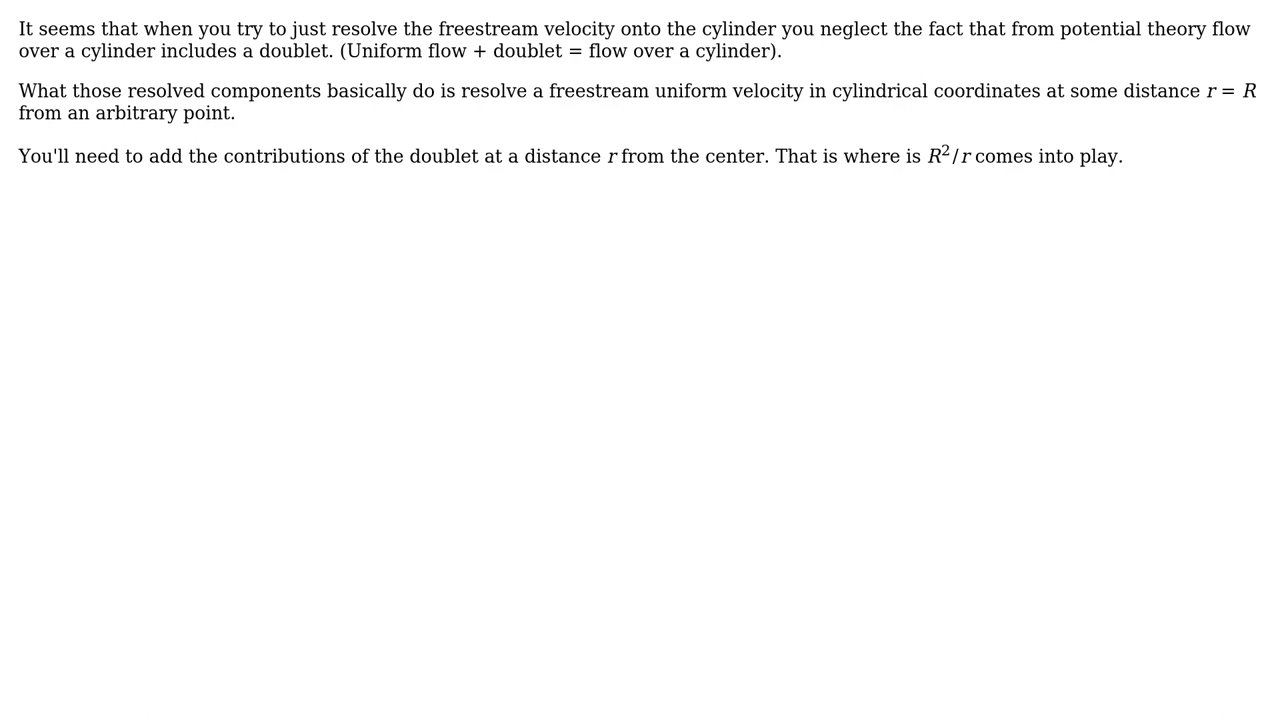 It seems that when you try to just resolve the freestream velocity onto the cylinder you neglect the fact that from potential theory flow
over a cylinder includes a doublet. (Uniform flow + doublet = flow over a cylinder).
What those resolved components basically do is resolve a freestream uniform velocity in cylindrical coordinates at some distance r = R
from an arbitrary point.
You'll need to add the contributions of the doublet at a distance r from the center. That is where is R²/r comes into play.